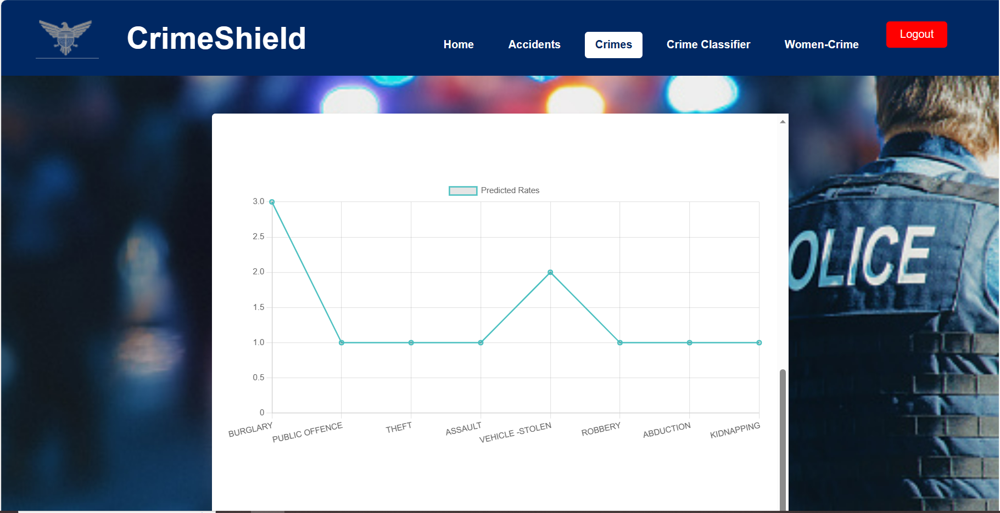 CrimeShield
Home Accidents Crimes Crime Classifier Women-Crime Logout
Predicted Rates
3.0
2.5
2.0
1.5
1.0
0.5
0
BURGLARY PUBLIC OFFENCE THEFT ASSAULT VEHICLE -STOLEN ROBBERY ABDUCTION KIDNAPPING
OLICE